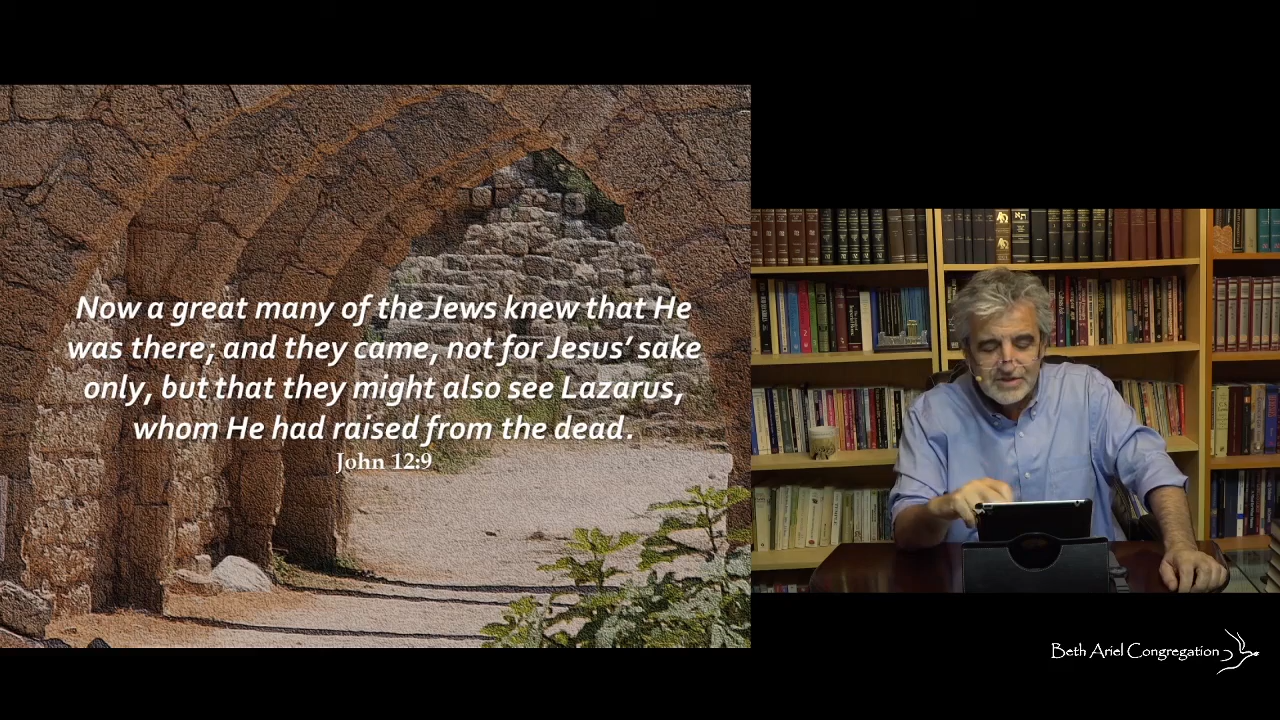 Now a great many of the Jews knew that He
was there; and they came, not for Jesus’ sake
only, but that they might also see Lazarus,
whom He had raised from the dead.
John 12:9
Beth Ariel Congregation